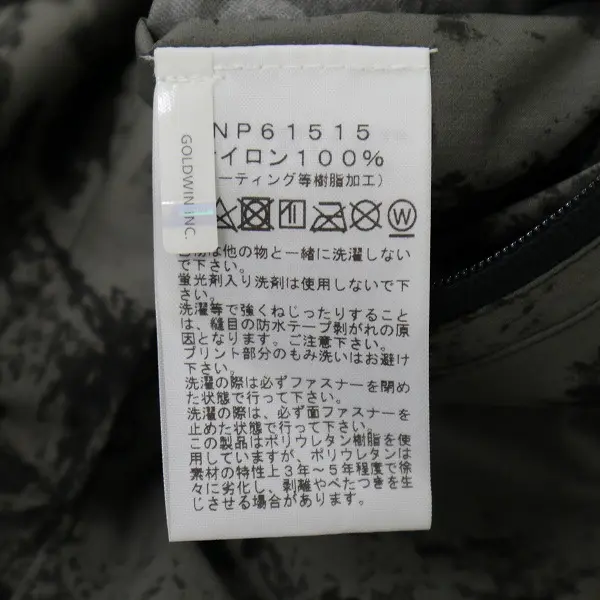 GOLDWIN INC.
NP61515
イロン100%
ーティング等樹脂加工)
W
物は他の物と一緒に洗濯しない
で下さい。
蛍光剤入り洗剤は使用しないで下
さい。
洗濯等で強くねじったりすること
は、縫目の防水テープ剥がれの原
因となります。ご注意下さい。
プリント部分のもみ洗いはお避け
下さい。
洗濯の際は必ずファスナーを閉め
た状態で行って下さい。
洗濯の際は、必ず面ファスナーを
止めた状態で行って下さい。
この製品はポリウレタン樹脂を使
用していますが、ポリウレタンは
素材の特性上3年～5年程度で徐
々に劣化し、剥離やべたつきを生
じさせる場合があります。